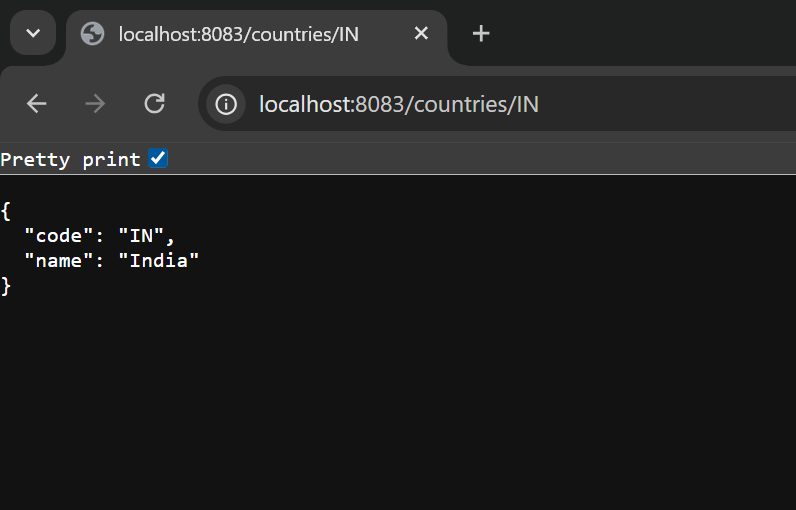 localhost:8083/countries/IN
localhost:8083/countries/IN
Pretty print
{
  "code": "IN",
  "name": "India"
}